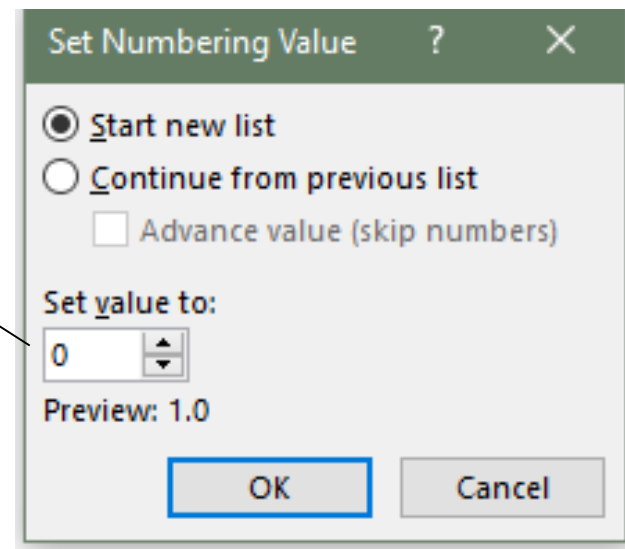 Set Numbering Value ?
Start new list
Continue from previous list
Advance value (skip numbers)
Set value to:
0
Preview: 1.0
OK Cancel